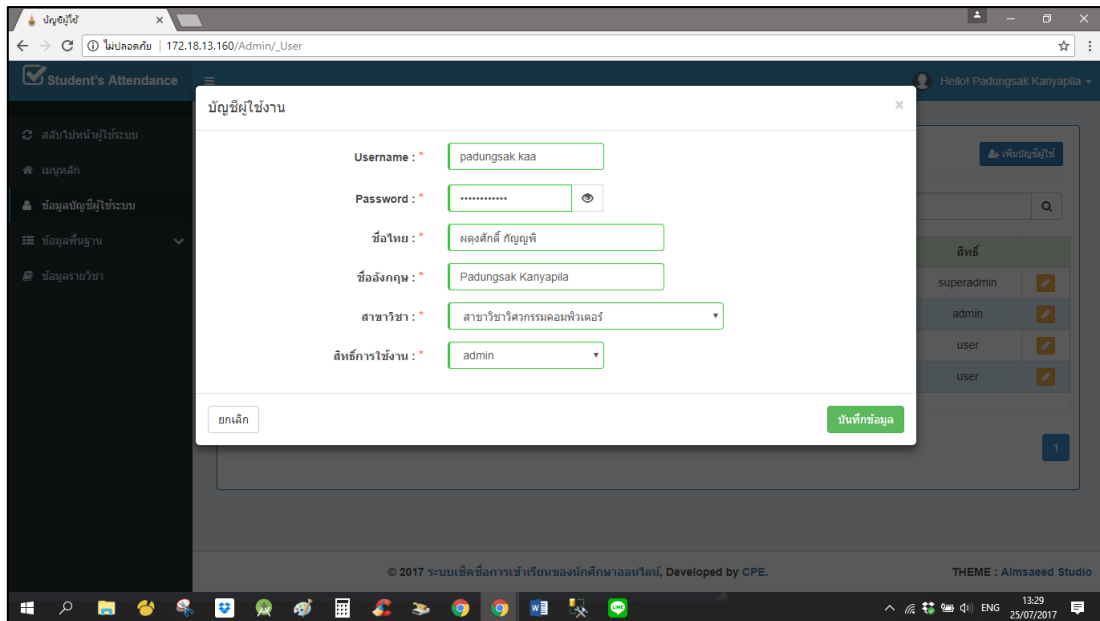 บัญชีผู้ใช้
ไม่ปลอดภัย | 172.18.13.160/Admin/_User
Student's Attendance
Hello! Padungsak Kanyapila
สลับไปหน้าผู้ใช้ระบบ
เมนูหลัก
ข้อมูลบัญชีผู้ใช้ระบบ
ข้อมูลพื้นฐาน
ข้อมูลรายวิชา
บัญชีผู้ใช้งาน
×
Username : *
padungsak.kaa
Password : *
••••••••••••
ชื่อไทย : *
ผดุงศักดิ์ กัญญพิ
ชื่ออังกฤษ : *
Padungsak Kanyapila
สาขาวิชา : *
สาขาวิชาวิศวกรรมคอมพิวเตอร์
สิทธิ์การใช้งาน : *
admin
ยกเลิก
บันทึกข้อมูล
เพิ่มบัญชีผู้ใช้
สิทธิ์
superadmin
admin
user
user
1
© 2017 ระบบเช็คชื่อการเข้าเรียนของนักศึกษาออนไลน์, Developed by CPE.
THEME : Almsaeed Studio
ENG
13:29
25/07/2017